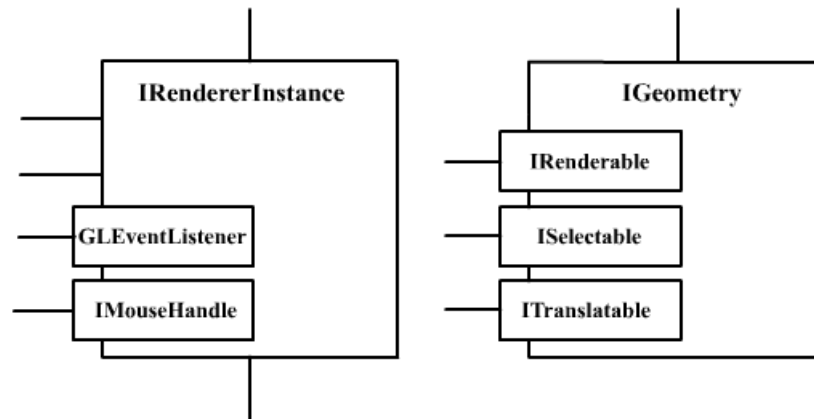 IRendererInstance
GLEventListener
IMouseHandle
IGeometry
IRenderable
ISelectable
ITranslatable